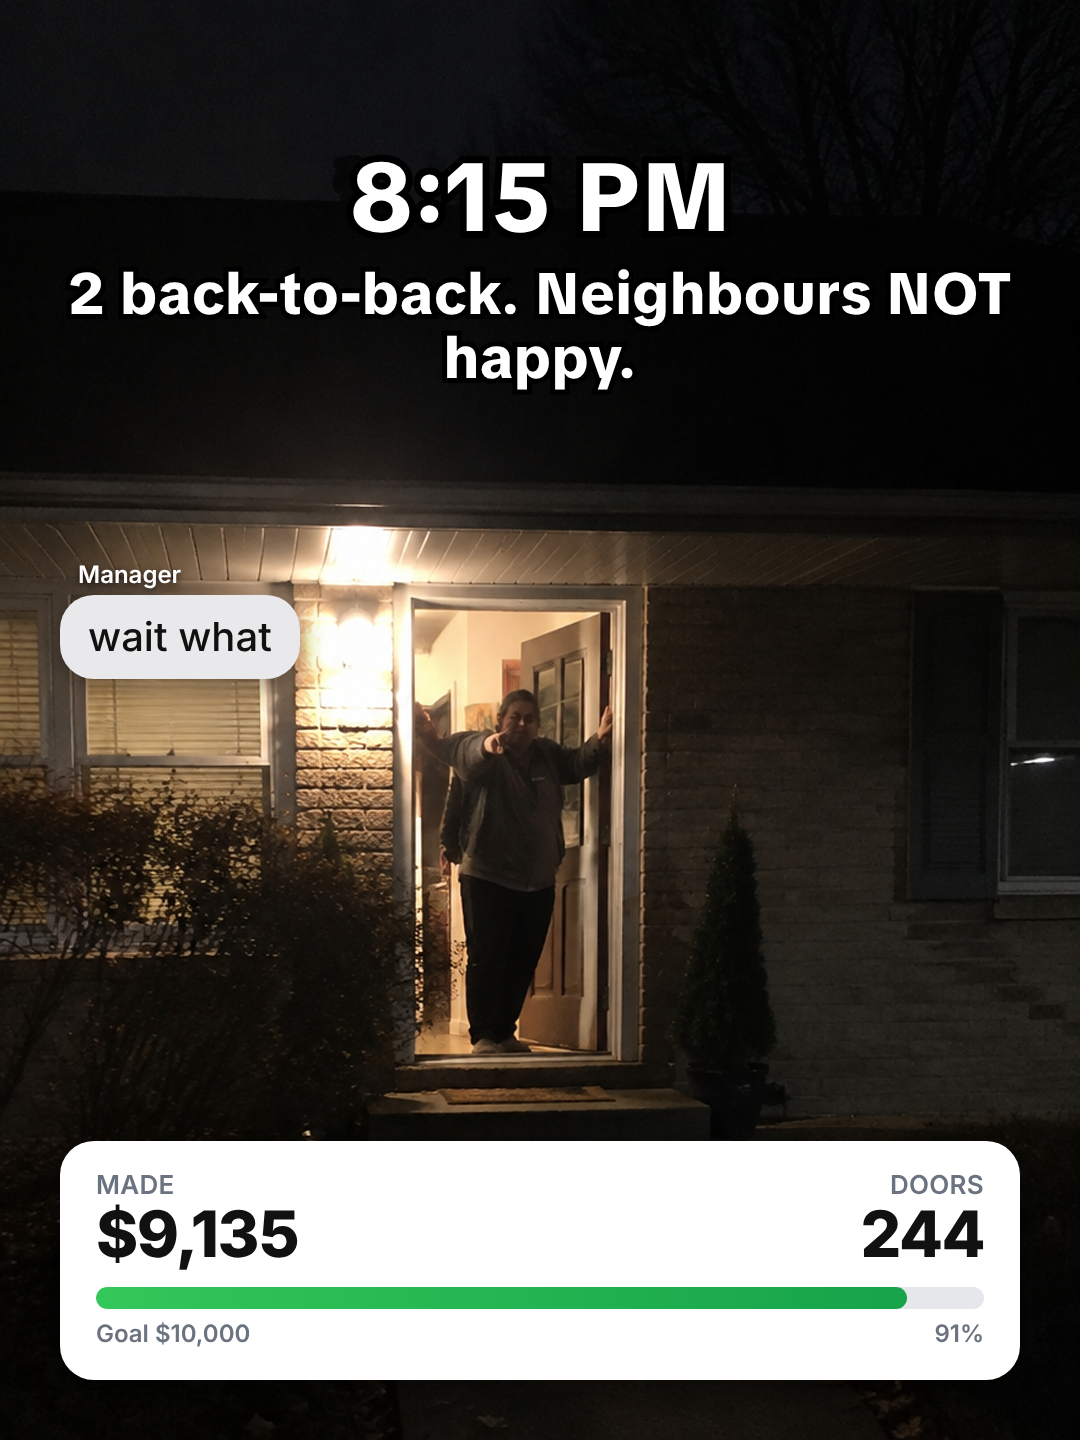 8:15 PM
2 back-to-back. Neighbours NOT
happy.
Manager
wait what
MADE
$9,135
DOORS
244
Goal $10,000
91%